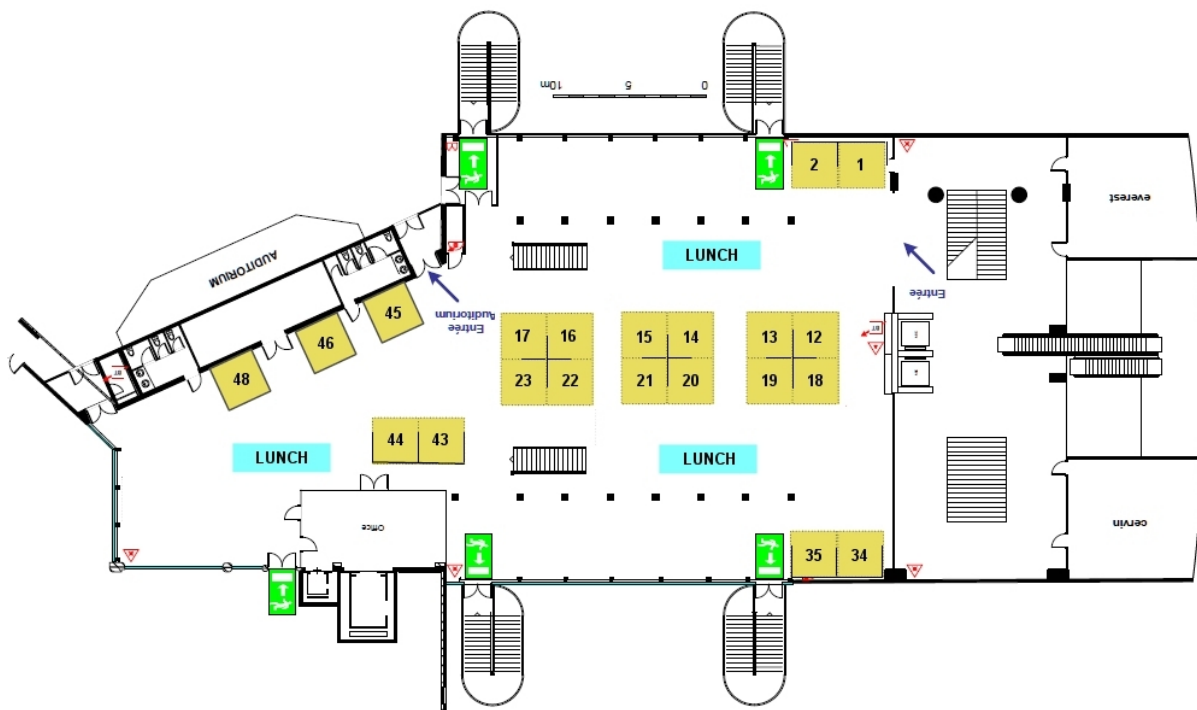 10m 5 0
2 1
everest
LUNCH
AUDITORIUM
Entrée
Entrée
Auditorium
45
46
48
17 16
23 22
15 14
21 20
13 12
19 18
44 43
LUNCH
LUNCH
Office
35 34
cervin